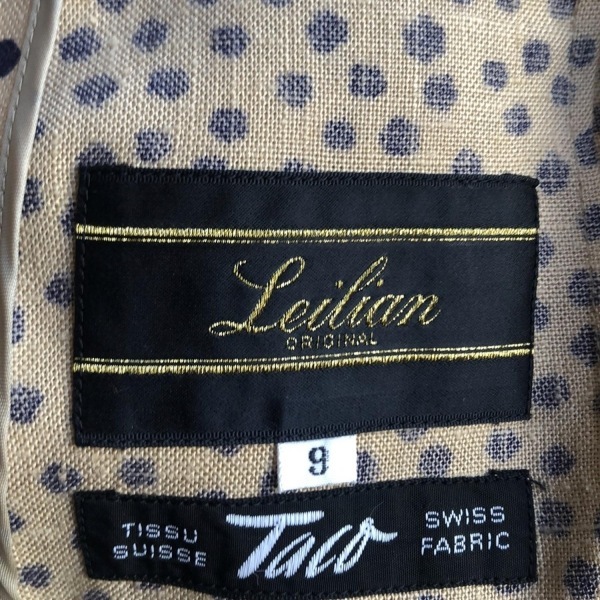 Leilian
ORIGINAL
9
TISSU SUISSE
Taco
SWISS FABRIC